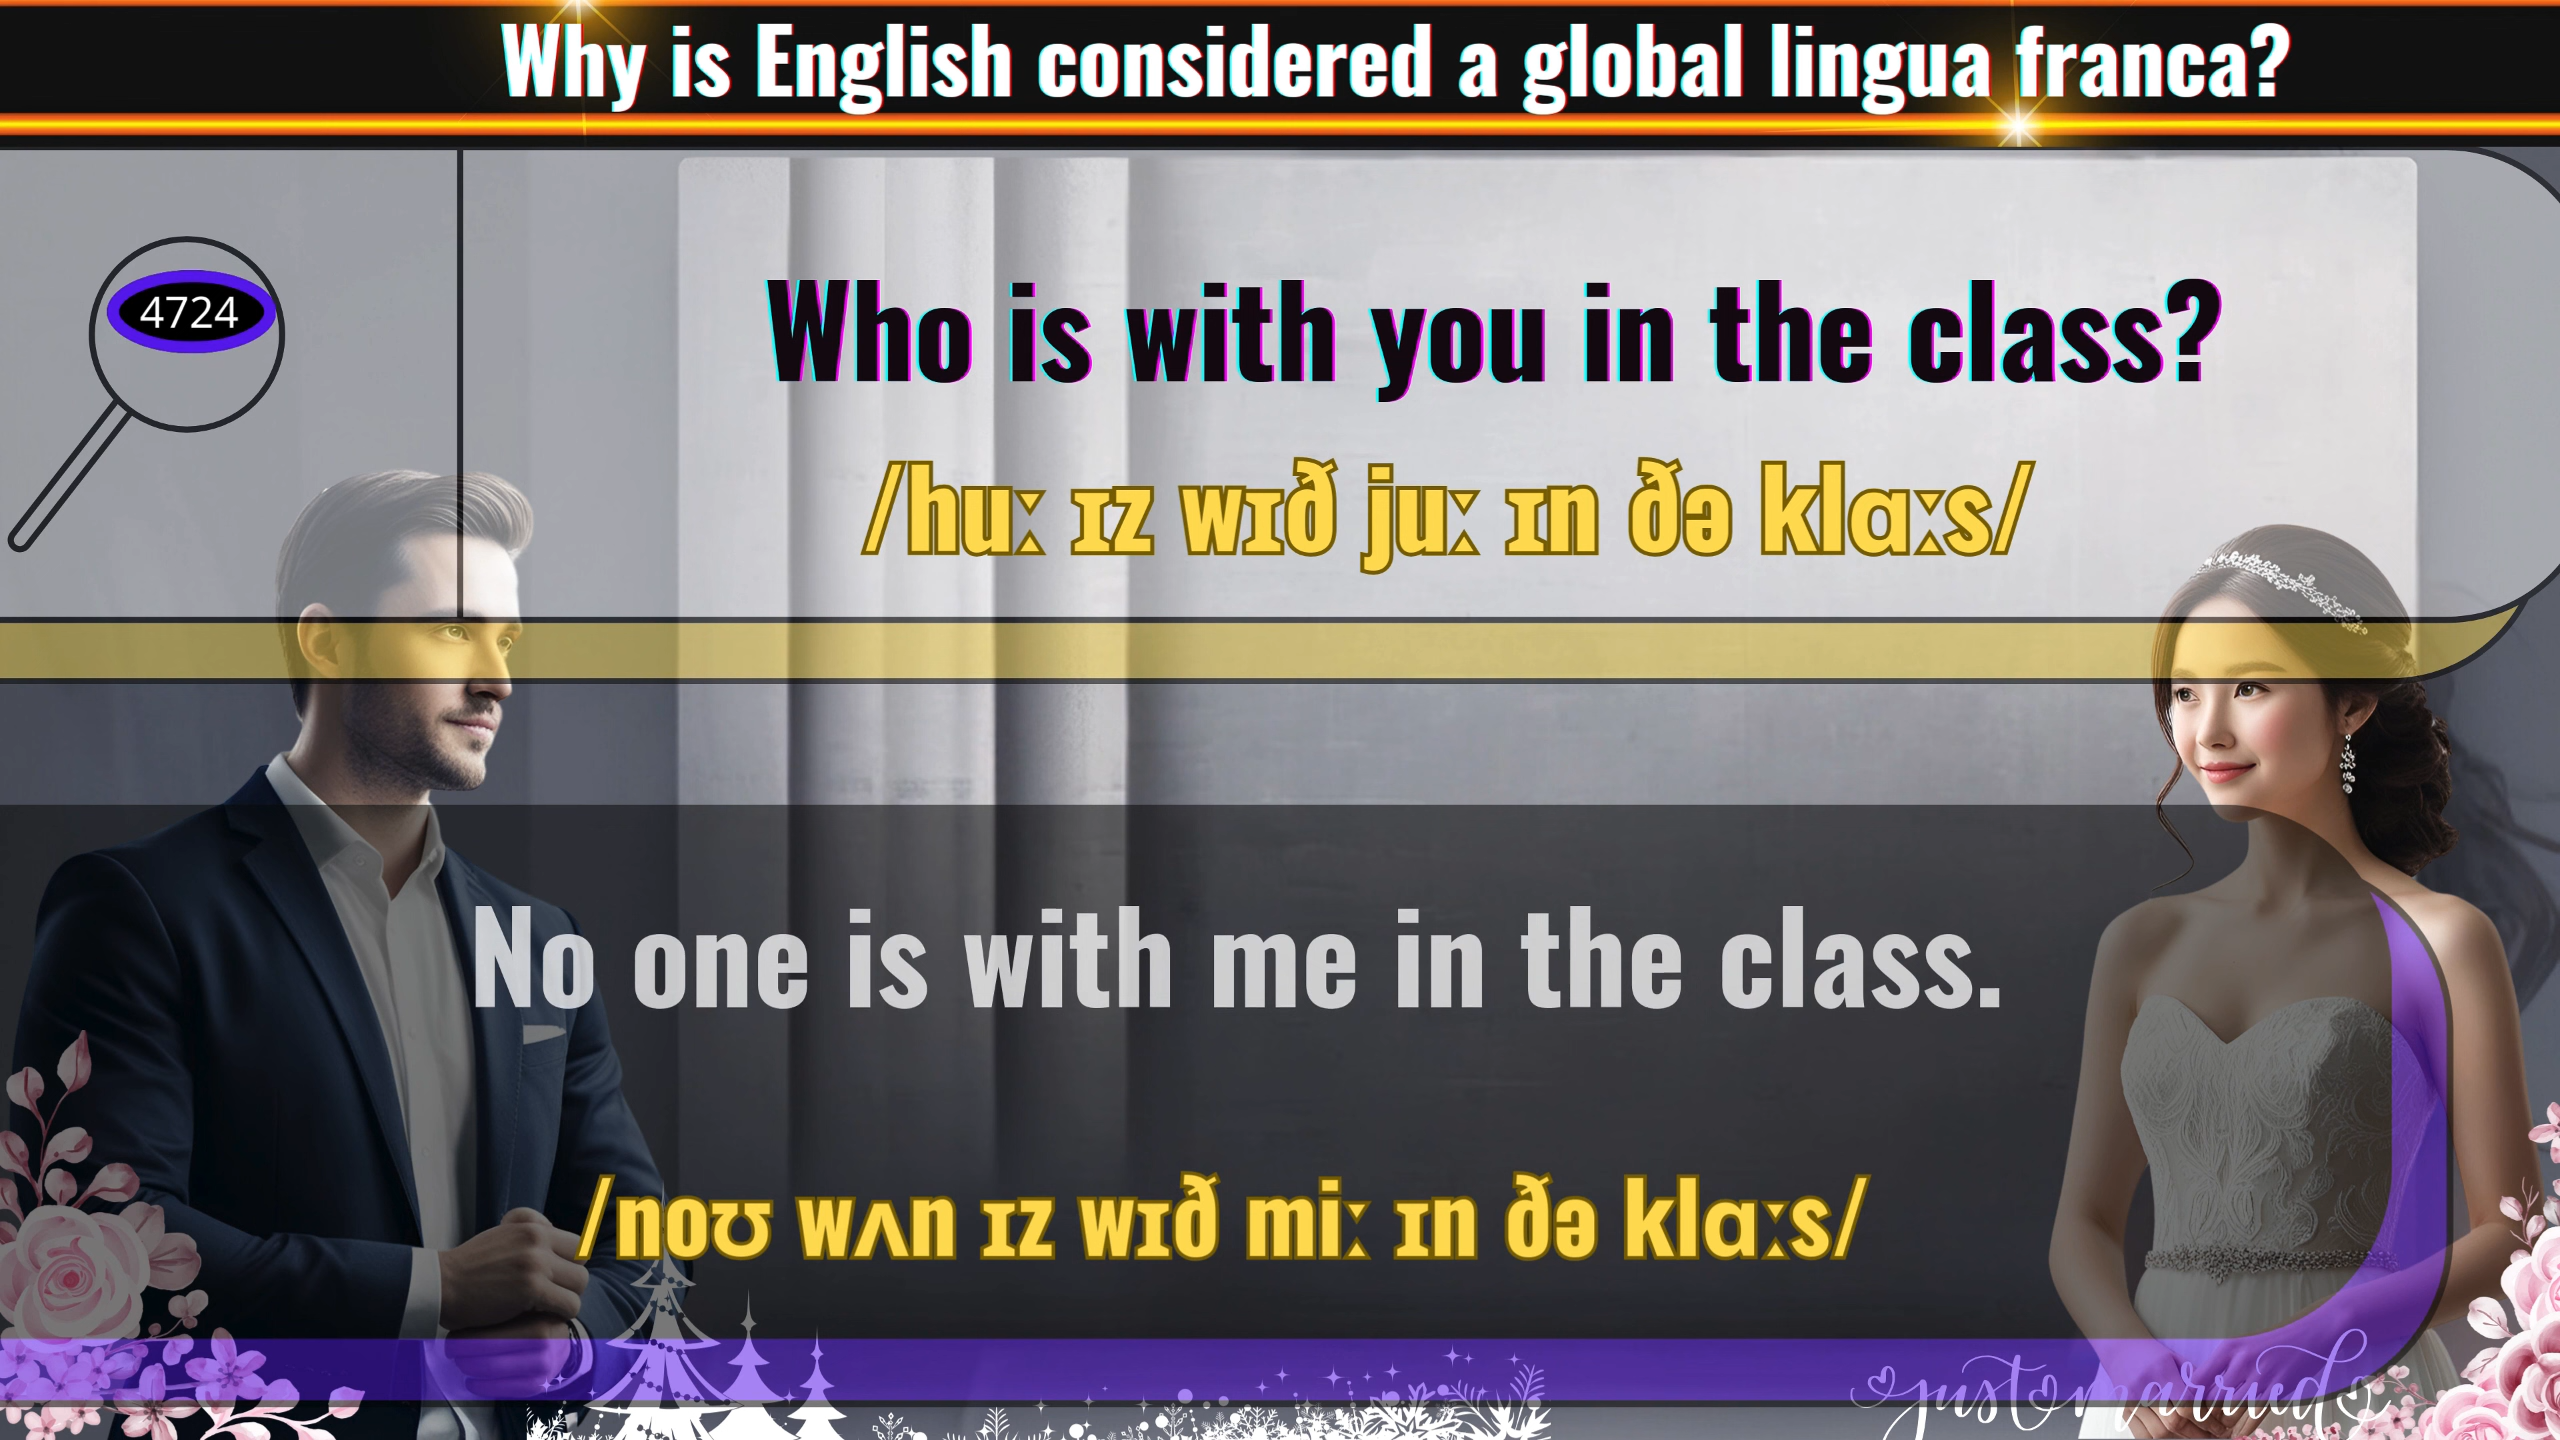 Why is English considered a global lingua franca?
4724
Who is with you in the class?
/huː ɪz wɪð juː ɪn ðə klɑːs/
No one is with me in the class.
/noʊ wʌn ɪz wɪð miː ɪn ðə klɑːs/
just married